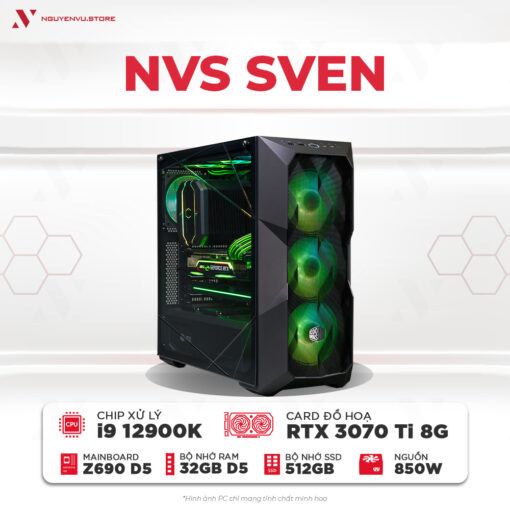 NGUYENVU.STORE
NVS SVEN
GEFORCE RTX
CHIP XỬ LÝ
CPU
i9 12900K
CARD ĐỒ HOẠ
RTX 3070 Ti 8G
MAINBOARD
Z690 D5
BỘ NHỚ RAM
32GB D5
BỘ NHỚ SSD
512GB
NGUỒN
850W
*Hình ảnh PC chỉ mang tính chất minh hoạ